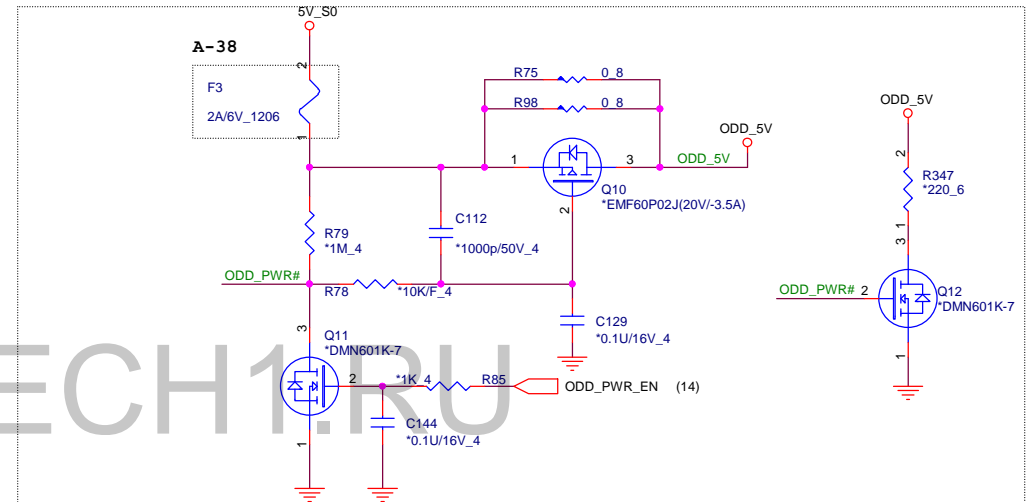 5V_S0
A-38
2
F3
2A/6V_1206
1
R75 0_8
R98 0_8
ODD_5V
1
3
ODD_5V
Q10
*EMF60P02J(20V/-3.5A)
2
ODD_5V
2
R347
*220_6
1
R79
*1M_4
C112
*1000p/50V_4
ODD_PWR#
R78
*10K/F_4
ODD_PWR#
3
2
Q12
*DMN601K-7
1
C129
*0.1U/16V_4
3
Q11
*DMN601K-7
2
*1K_4
R85
ODD_PWR_EN (14)
C144
*0.1U/16V_4
1
ECH1.RU